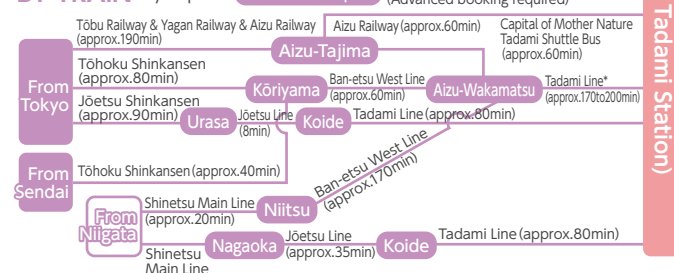 (Advanced booking required)
Tōbu Railway & Yagan Railway & Aizu Railway
(approx.190min)
Aizu Railway (approx.60min)
Capital of Mother Nature
Tadami Shuttle Bus
(approx.60min)
Aizu-Tajima
Tōhoku Shinkansen
(approx.80min)
Kōriyama
Ban-etsu West Line
(approx.60min)
Aizu-Wakamatsu
Tadami Line*
(approx.170to200min)
From
Tokyo
Jōetsu Shinkansen
(approx.90min)
Urasa
Jōetsu Line
(8min)
Koide
Tadami Line (approx.80min)
From
Sendai
Tōhoku Shinkansen (approx.40min)
Ban-etsu West Line
(approx.170min)
From
Niigata
Shinetsu Main Line
(approx.20min)
Niitsu
Shinetsu
Main Line
Nagaoka
Jōetsu Line
(approx.35min)
Koide
Tadami Line (approx.80min)
Tadami Station)